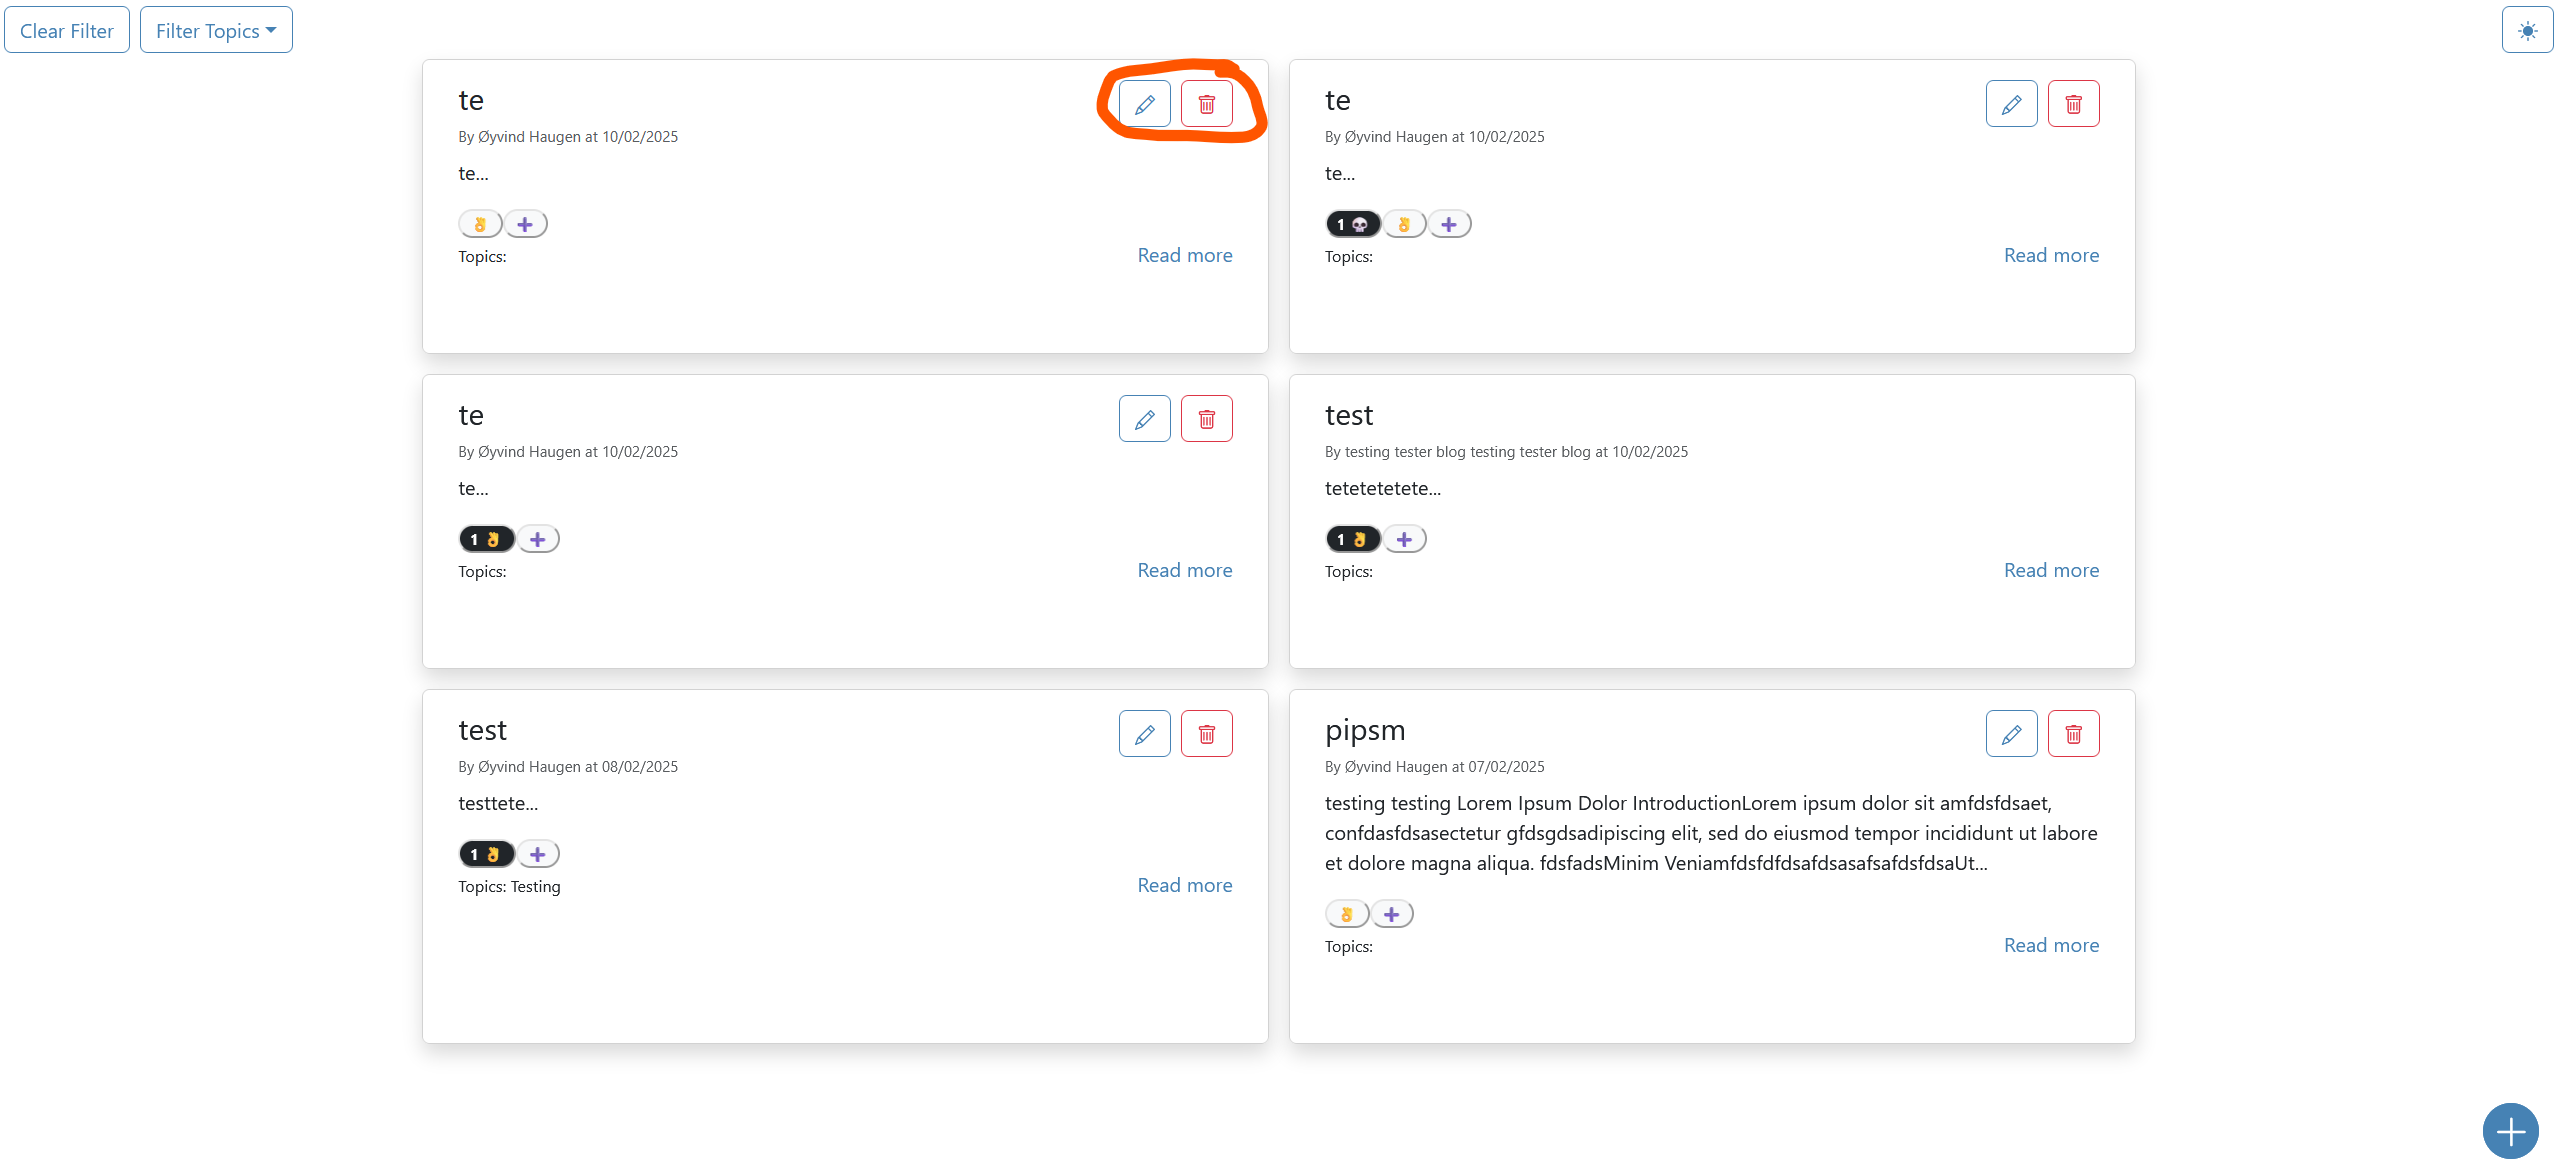 Clear Filter
Filter Topics
te
By Øyvind Haugen at 10/02/2025
te...
Topics:
Read more
te
By Øyvind Haugen at 10/02/2025
te...
1
Topics:
Read more
te
By Øyvind Haugen at 10/02/2025
te...
1
Topics:
Read more
test
By testing tester blog testing tester blog at 10/02/2025
tetetetetete...
1
Topics:
Read more
test
By Øyvind Haugen at 08/02/2025
testtete...
1
Topics: Testing
Read more
pipsm
By Øyvind Haugen at 07/02/2025
testing testing Lorem Ipsum Dolor IntroductionLorem ipsum dolor sit amfdsfdsaet,
confdasfdsasectetur gfdsgdsadipiscing elit, sed do eiusmod tempor incididunt ut labore
et dolore magna aliqua. fdsfadsMinim VeniamfdsfdfdsafdsasafsafdsfdsaUt...
Topics:
Read more